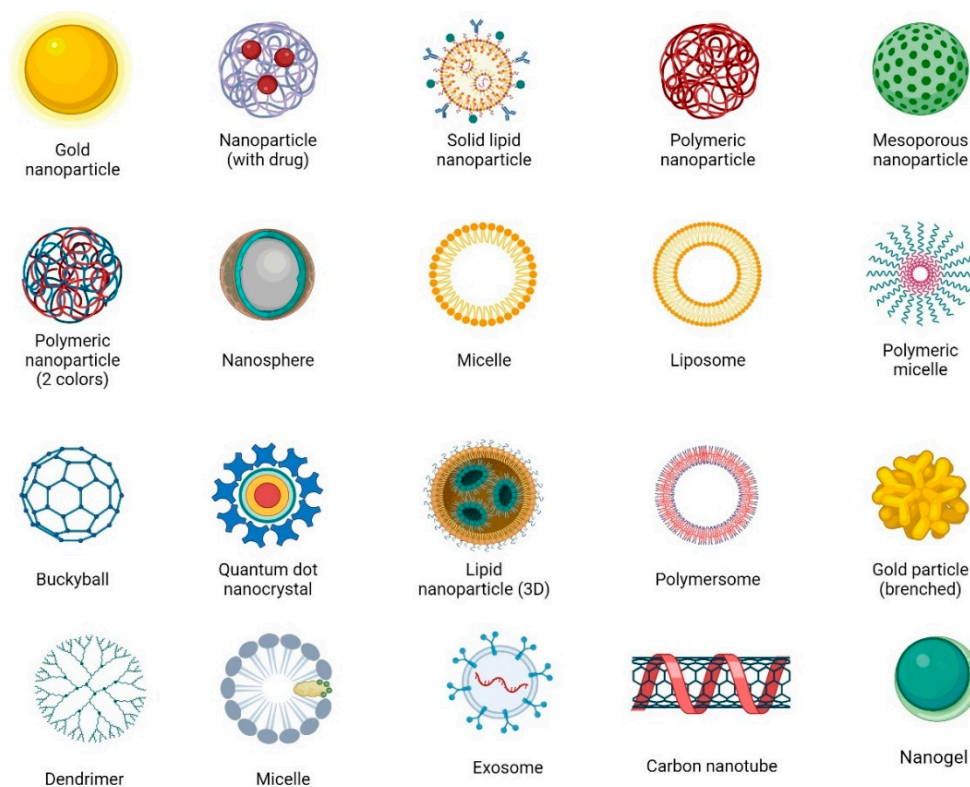 Gold
nanoparticle
Nanoparticle
(with drug)
Solid lipid
nanoparticle
Polymeric
nanoparticle
Mesoporous
nanoparticle
Polymeric
nanoparticle
(2 colors)
Nanosphere
Micelle
Liposome
Polymeric
micelle
Buckyball
Quantum dot
nanocrystal
Lipid
nanoparticle (3D)
Polymersome
Gold particle
(brenched)
Dendrimer
Micelle
Exosome
Carbon nanotube
Nanogel